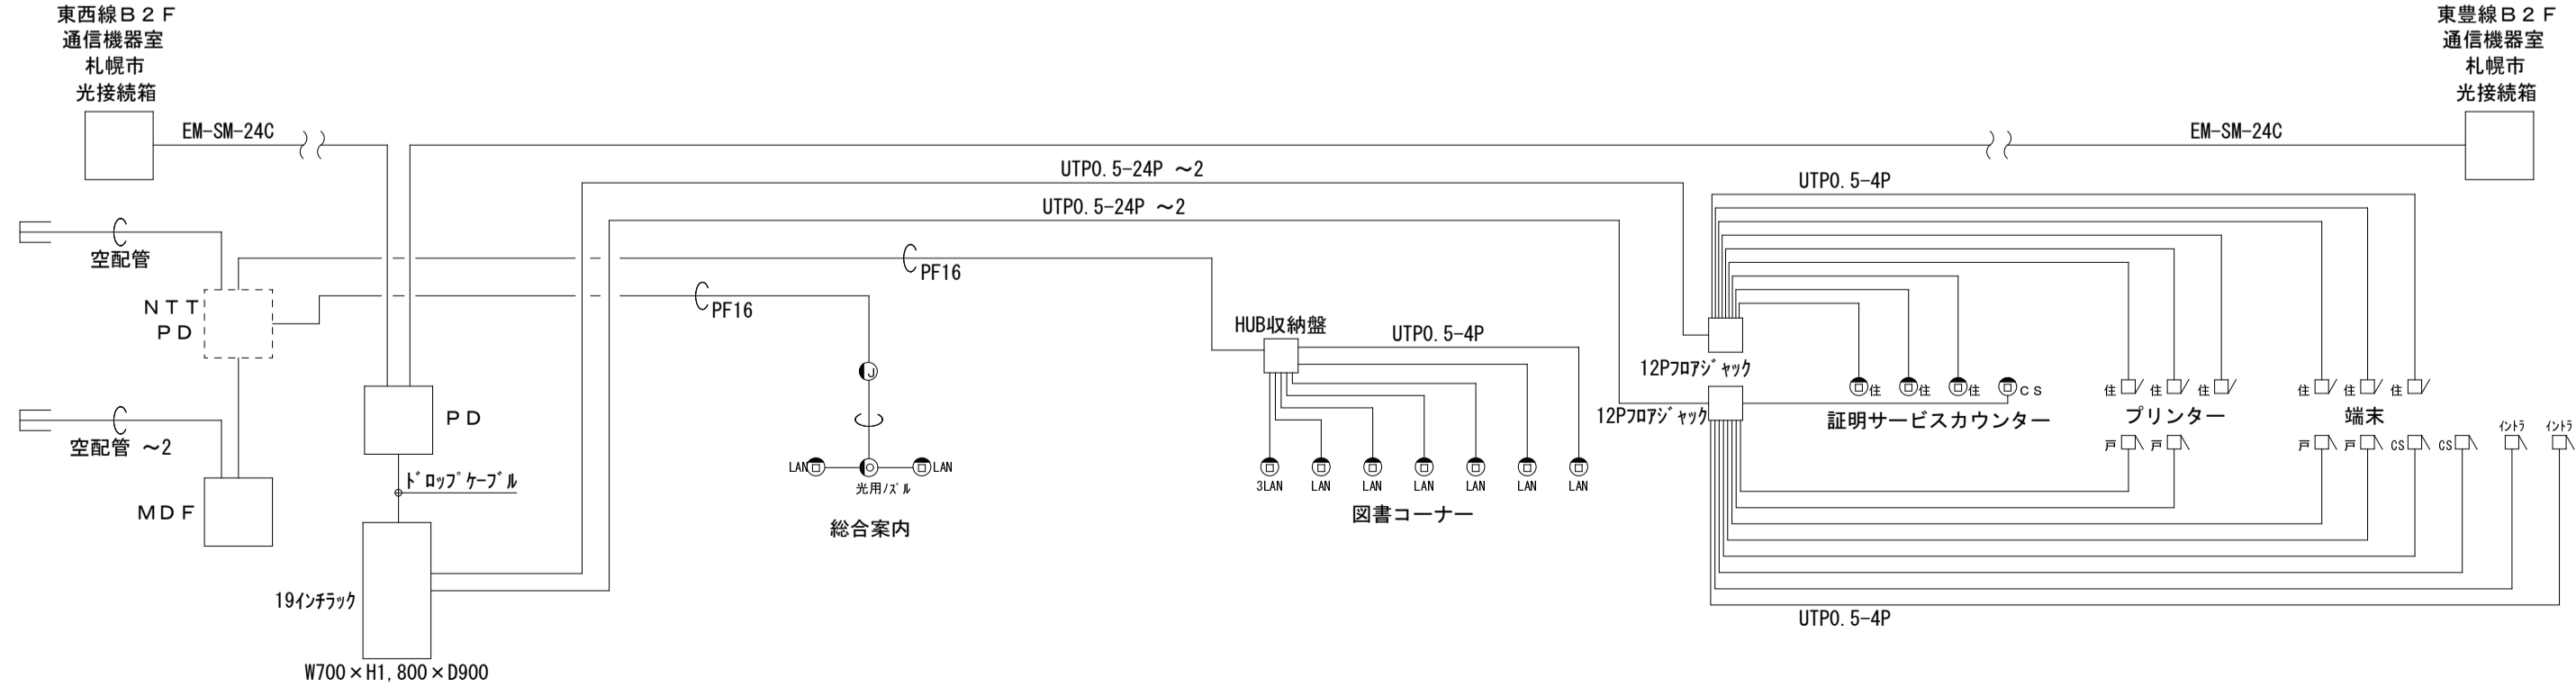 東西線Ｂ２Ｆ
通信機器室
札幌市
光接続箱
東豊線Ｂ２Ｆ
通信機器室
札幌市
光接続箱
EM-SM-24C
EM-SM-24C
UTP0.5-24P ～2
UTP0.5-24P ～2
UTP0.5-4P
空配管
PF16
PF16
ＮＴＴ
ＰＤ
HUB収納盤
UTP0.5-4P
12Pﾌﾛｱｼﾞｬｯｸ
12Pﾌﾛｱｼﾞｬｯｸ
J
住
住
住
ＣＳ
証明サービスカウンター
住
住
住
プリンター
戸
戸
住
住
住
端末
戸
戸
CS
CS
ｲﾝﾄﾗ
ｲﾝﾄﾗ
ＰＤ
空配管 ～2
ﾄﾞﾛｯﾌﾟｹｰﾌﾞﾙ
ＭＤＦ
LAN
LAN
光用ﾉｽﾞﾙ
総合案内
3LAN
LAN
LAN
LAN
LAN
LAN
LAN
図書コーナー
19ｲﾝﾁﾗｯｸ
W700×H1,800×D900
UTP0.5-4P